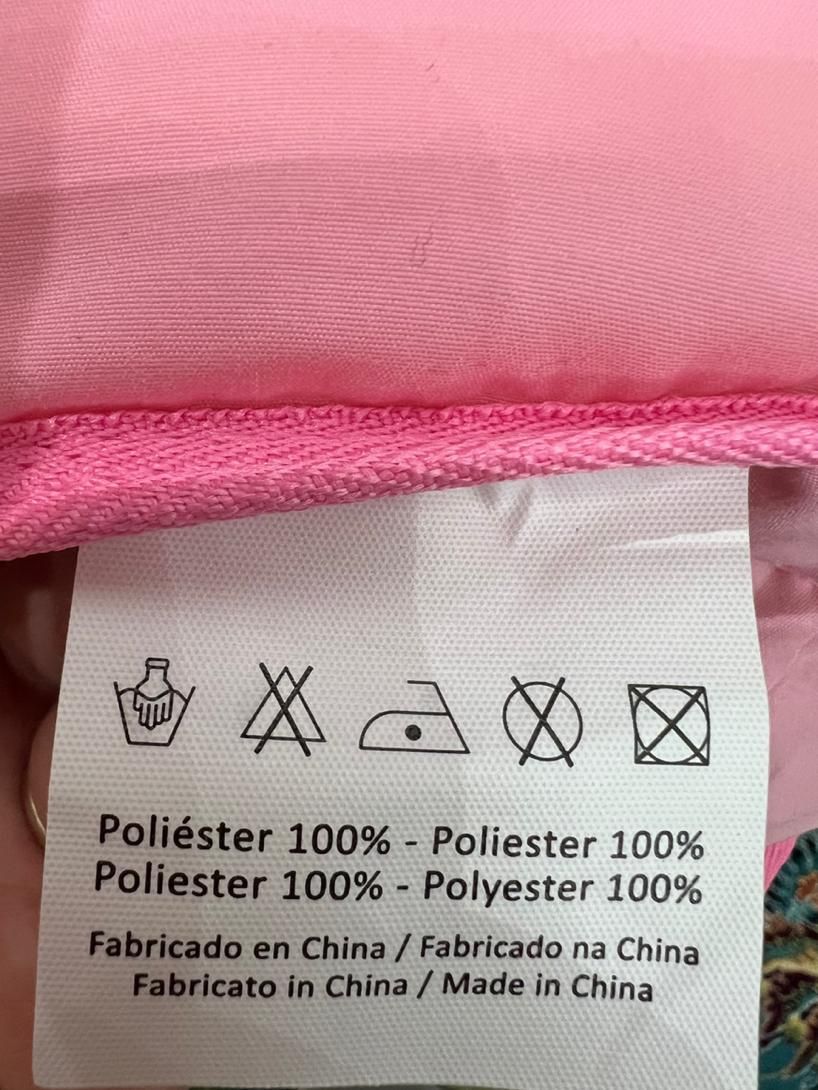 Poliéster 100% - Poliester 100%
Poliester 100% - Polyester 100%
Fabricado en China / Fabricado na China
Fabricato in China / Made in China